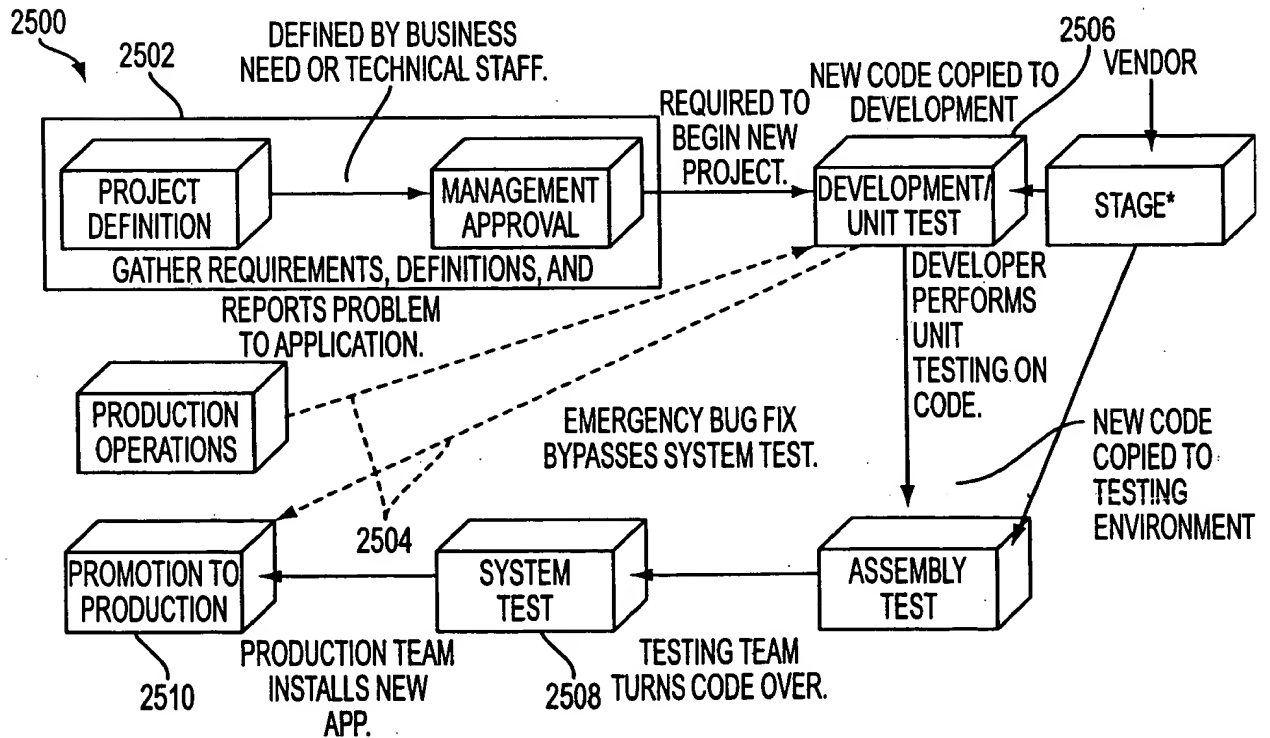 2500
2502
DEFINED BY BUSINESS
NEED OR TECHNICAL STAFF.
2506
VENDOR
NEW CODE COPIED TO
DEVELOPMENT
REQUIRED TO
BEGIN NEW
PROJECT.
PROJECT
DEFINITION
MANAGEMENT
APPROVAL
DEVELOPMENT/
UNIT TEST
STAGE*
GATHER REQUIREMENTS, DEFINITIONS, AND
REPORTS PROBLEM
TO APPLICATION.
DEVELOPER
PERFORMS
UNIT
TESTING ON
CODE.
PRODUCTION
OPERATIONS
EMERGENCY BUG FIX
BYPASSES SYSTEM TEST.
NEW CODE
COPIED TO
TESTING
ENVIRONMENT
2504
PROMOTION TO
PRODUCTION
SYSTEM
TEST
ASSEMBLY
TEST
2510
PRODUCTION TEAM
INSTALLS NEW
APP.
2508
TESTING TEAM
TURNS CODE OVER.